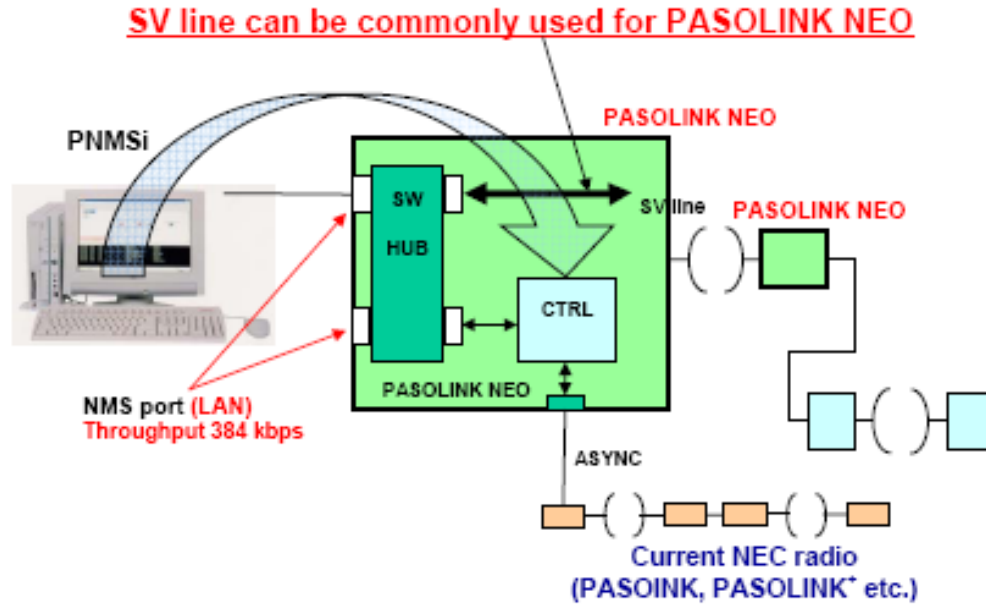 SV line can be commonly used for PASOLINK NEO
PNMSi
PASOLINK NEO
SW
HUB
SV line
PASOLINK NEO
CTRL
PASOLINK NEO
NMS port (LAN)
Throughput 384 kbps
ASYNC
Current NEC radio
(PASOINK, PASOLINK⁺ etc.)